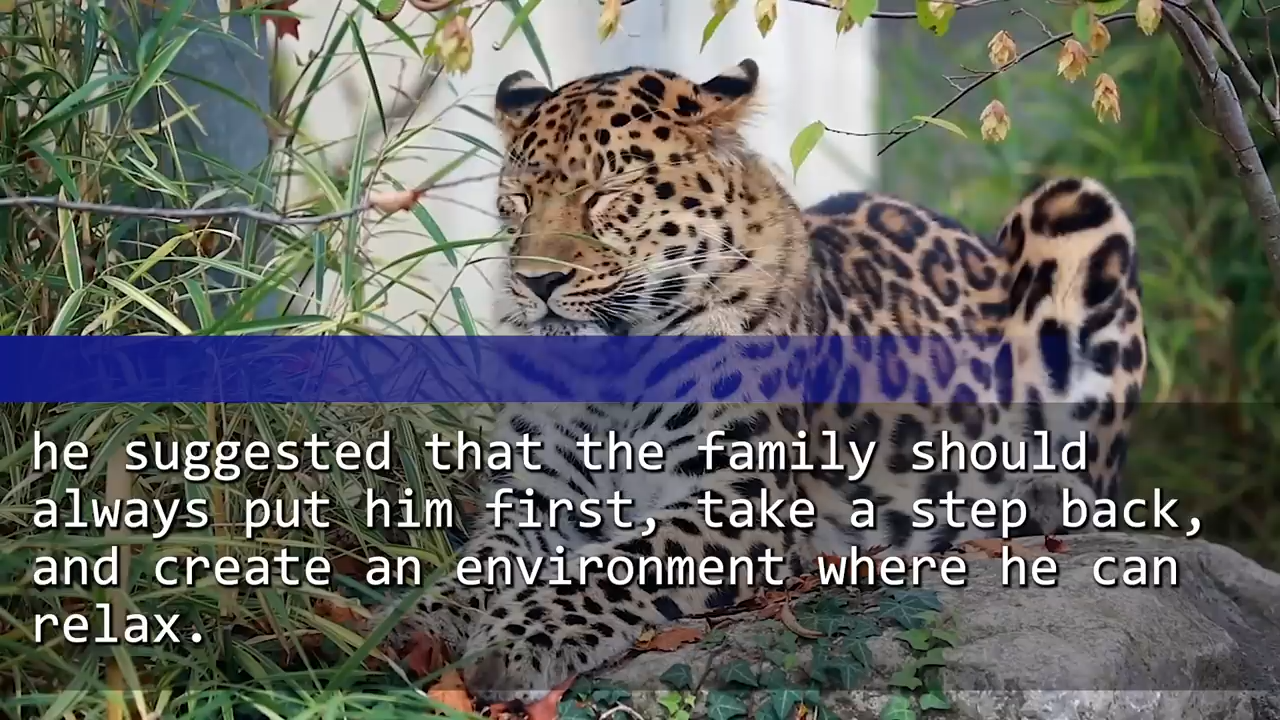 he suggested that the family should
always put him first, take a step back,
and create an environment where he can
relax.